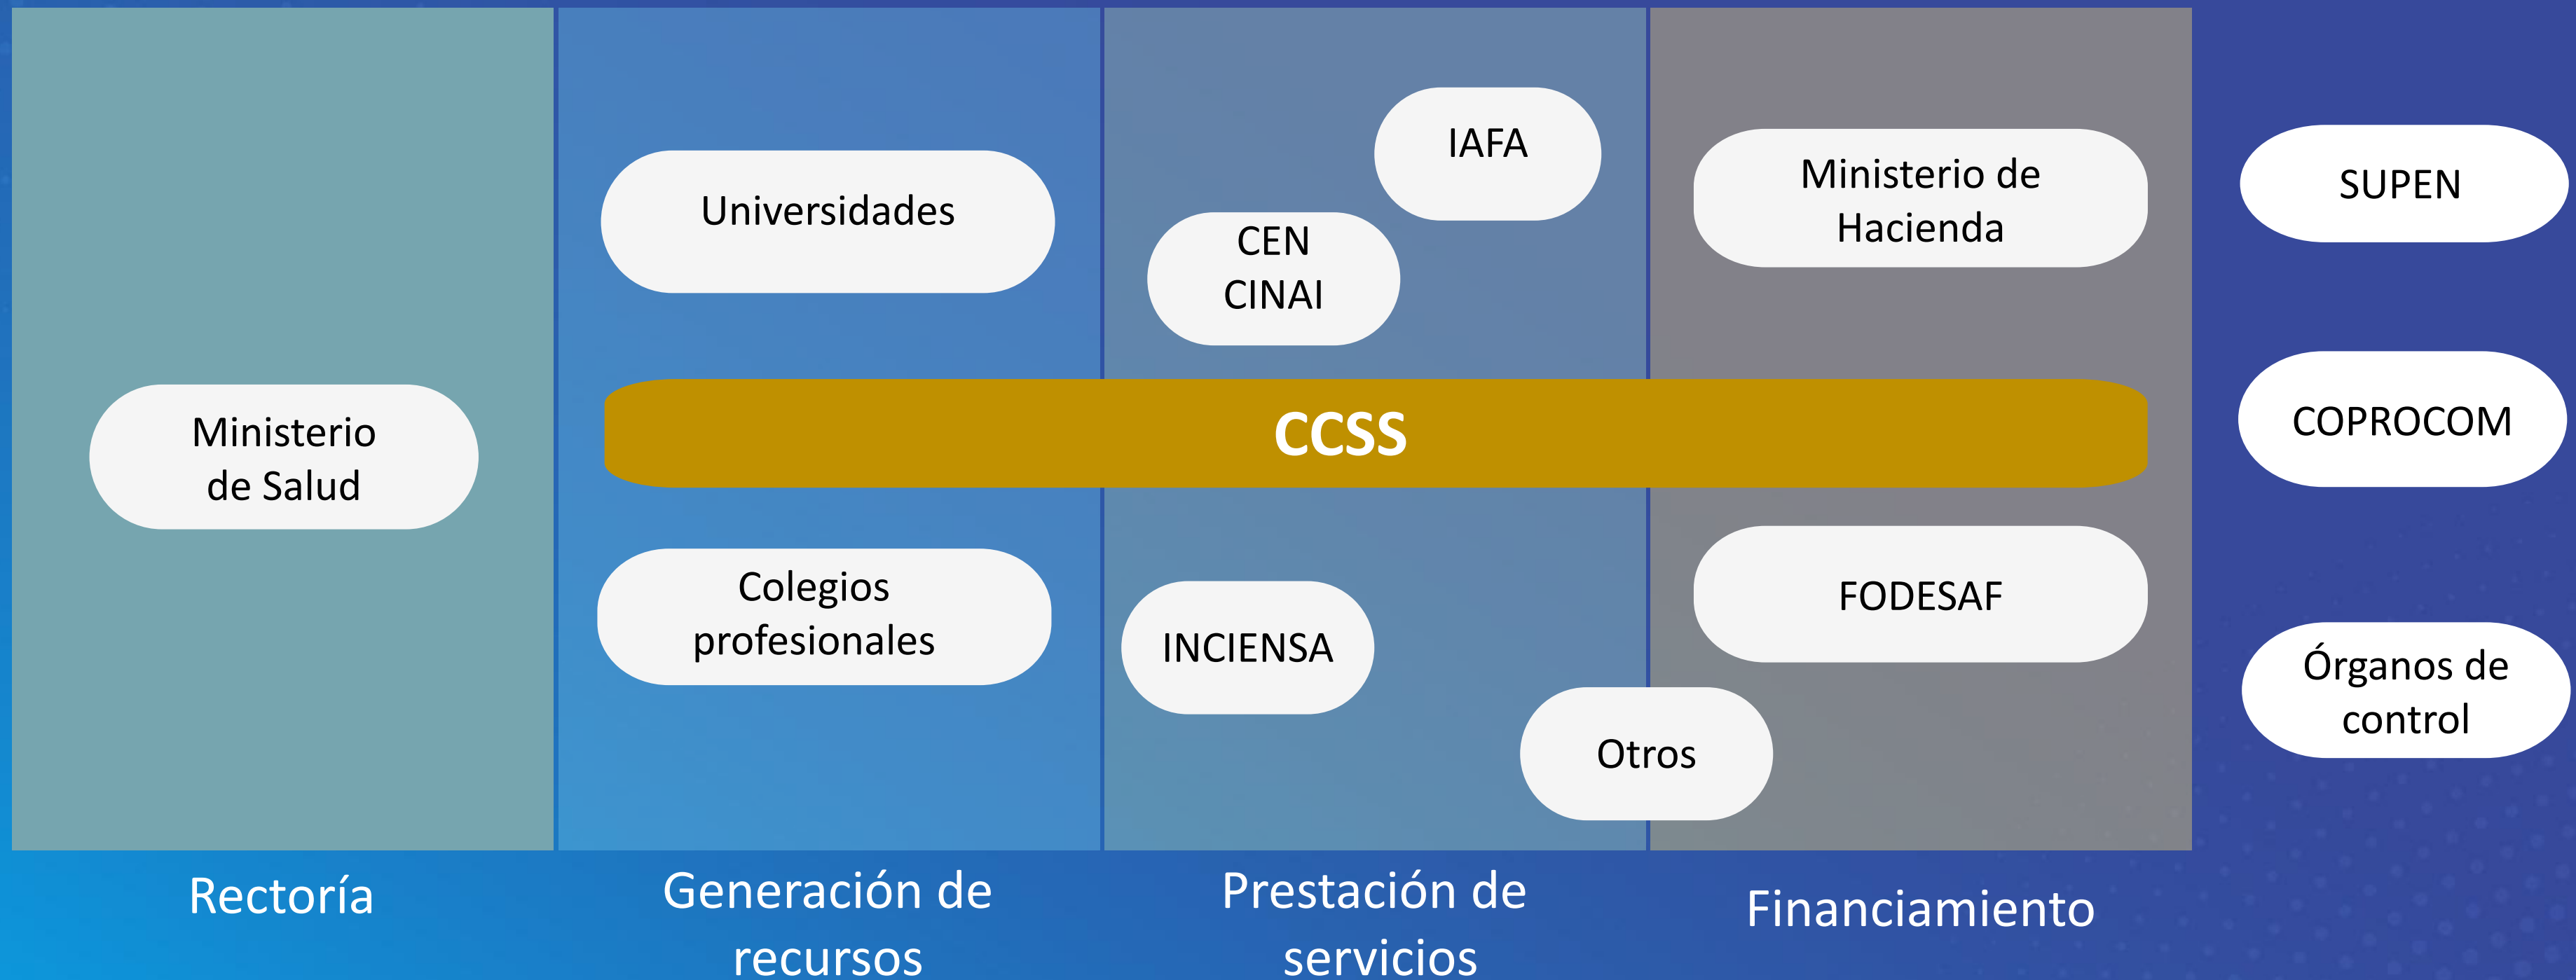 IAFA
Ministerio de
Hacienda
SUPEN
Universidades
CEN
CINAI
CCSS
COPROCOM
Ministerio
de Salud
Colegios
profesionales
INCIENSA
FODESAF
Órganos de
control
Otros
Rectoría
Generación de
recursos
Prestación de
servicios
Financiamiento